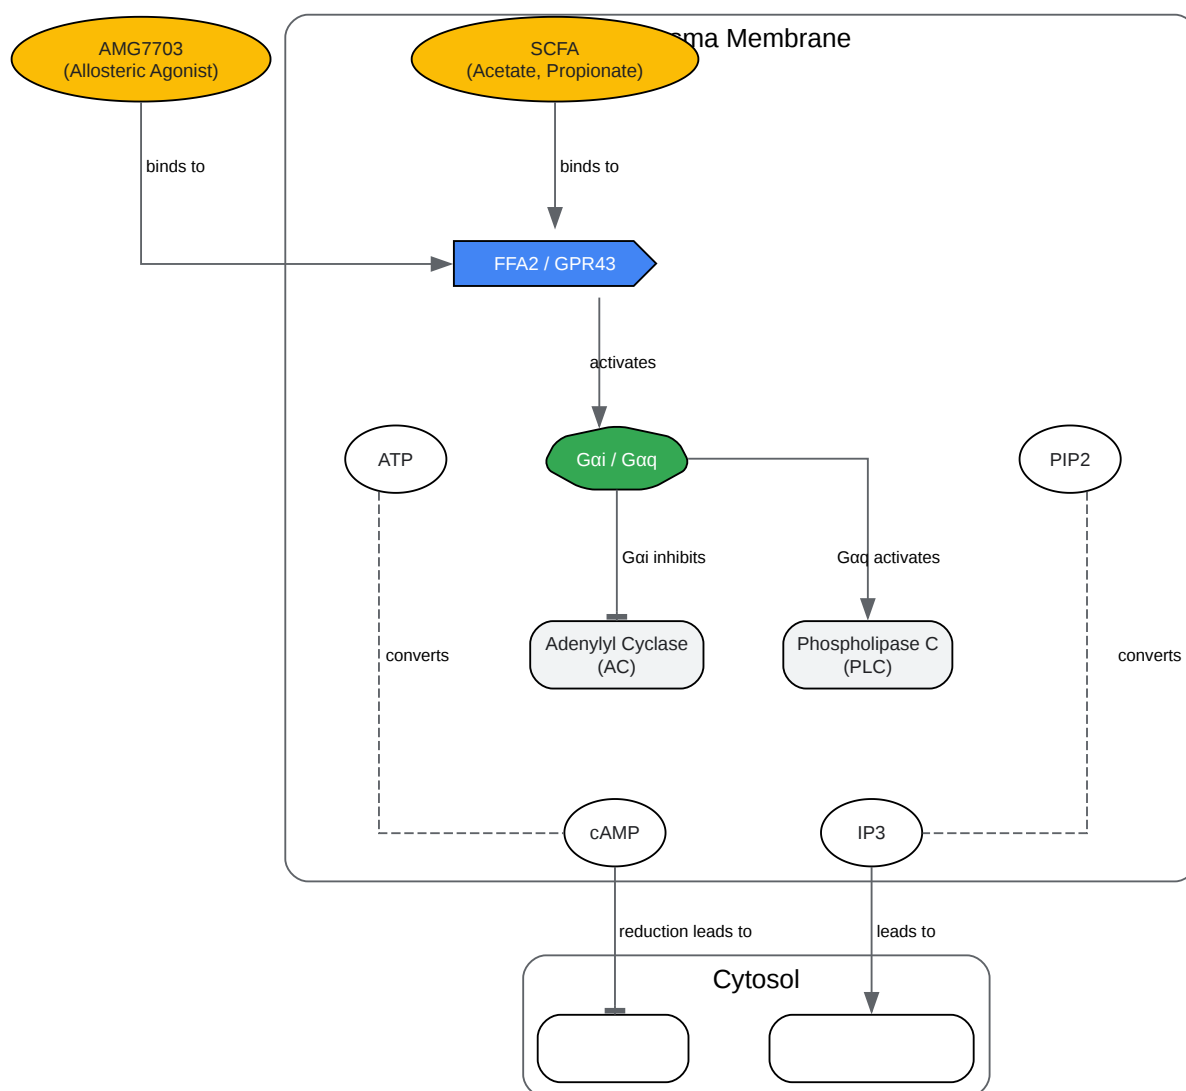 AMG7703
(Allosteric Agonist)
SCFA
(Acetate, Propionate)
Membrane
binds to
binds to
FFA2 / GPR43
activates
ATP
Gαi / Gαq
PIP2
Gαi inhibits
Gαq activates
Adenylyl Cyclase
(AC)
Phospholipase C
(PLC)
converts
converts
cAMP
IP3
reduction leads to
leads to
Cytosol